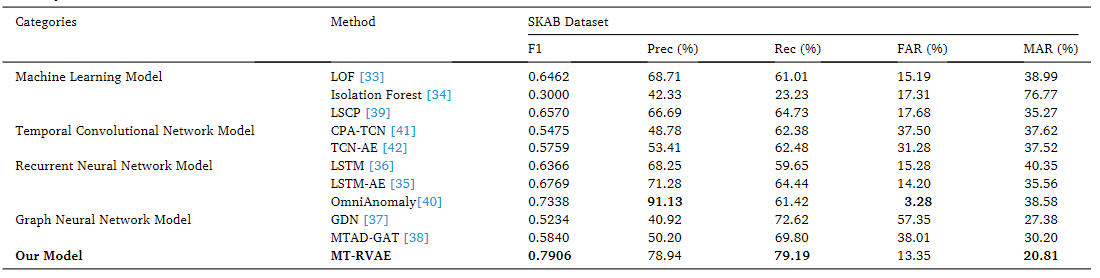 Categories Method SKAB Dataset
F1 Prec (%) Rec (%) FAR (%) MAR (%)
Machine Learning Model LOF [33] 0.6462 68.71 61.01 15.19 38.99
Isolation Forest [34] 0.3000 42.33 23.23 17.31 76.77
LSCP [39] 0.6570 66.69 64.73 17.68 35.27
Temporal Convolutional Network Model CPA-TCN [41] 0.5475 48.78 62.38 37.50 37.62
TCN-AE [42] 0.5759 53.41 62.48 31.28 37.52
Recurrent Neural Network Model LSTM [36] 0.6366 68.25 59.65 15.28 40.35
LSTM-AE [35] 0.6769 71.28 64.44 14.20 35.56
OmniAnomaly[40] 0.7338 91.13 61.42 3.28 38.58
Graph Neural Network Model GDN [37] 0.5234 40.92 72.62 57.35 27.38
MTAD-GAT [38] 0.5840 50.20 69.80 38.01 30.20
Our Model MT-RVAE 0.7906 78.94 79.19 13.35 20.81